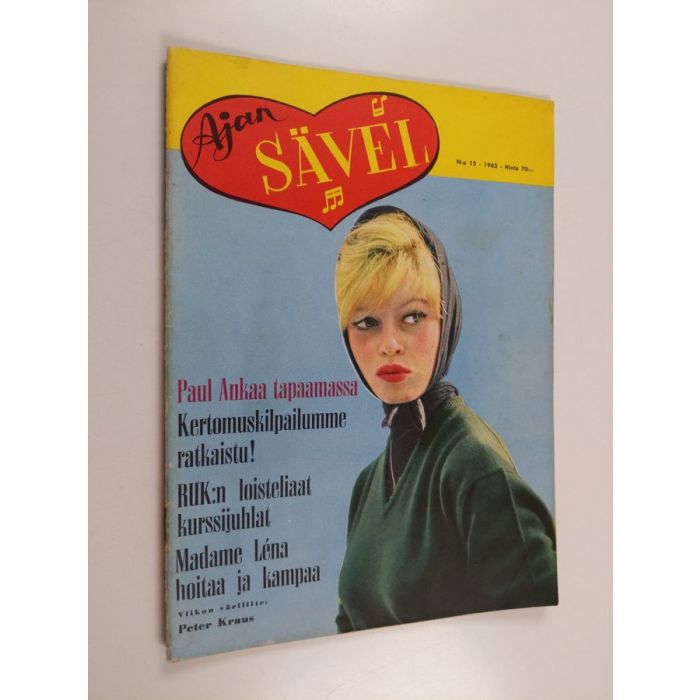 Ajan
SÄVEL
N:o 15 - 1962 - Hinta 70:-
Paul Ankaa tapaamassa
Kertomuskilpailumme
ratkaistu!
RUK:n loisteliaat
kurssijuhlat
Madame Léna
hoitaa ja kampaa
Viikon väriliite:
Peter Kraus